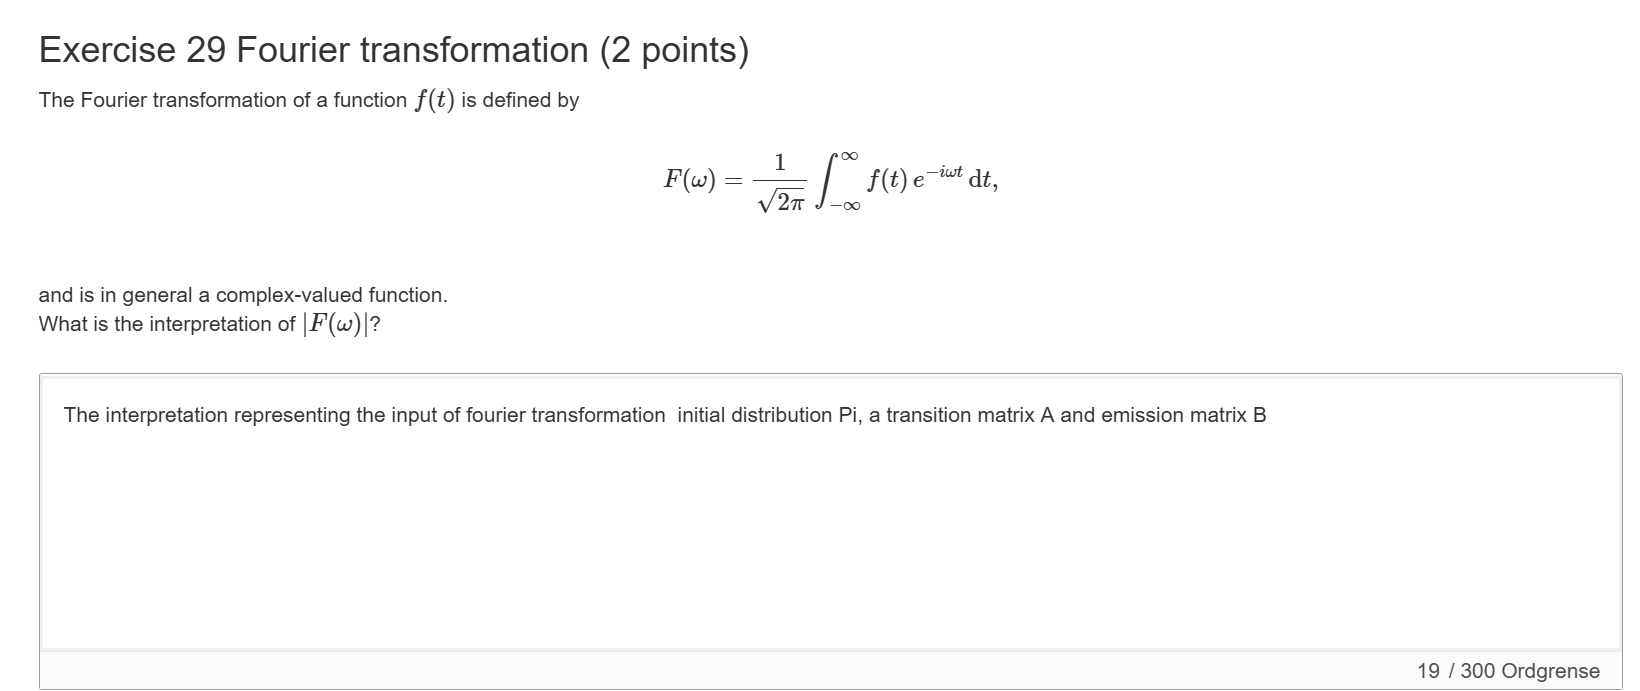 Exercise 29 Fourier transformation (2 points)
The Fourier transformation of a function f(t) is defined by
F(ω) = 1/√2π ∫_{−∞}^{∞} f(t) e^{−iωt} dt,
and is in general a complex-valued function.
What is the interpretation of |F(ω)|?
The interpretation representing the input of fourier transformation  initial distribution Pi, a transition matrix A and emission matrix B
19 / 300 Ordgrense